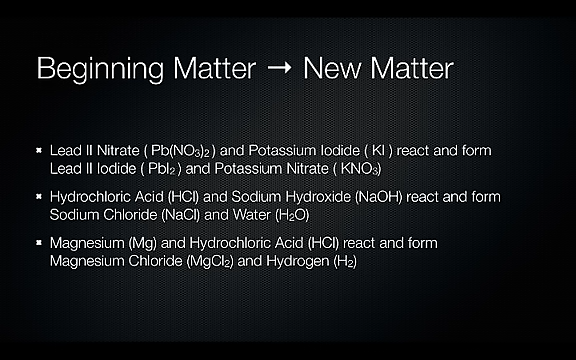 Beginning Matter → New Matter
Lead II Nitrate ( Pb(NO₃)₂ ) and Potassium Iodide ( KI ) react and form
Lead II Iodide ( PbI₂ ) and Potassium Nitrate ( KNO₃)
Hydrochloric Acid (HCl) and Sodium Hydroxide (NaOH) react and form
Sodium Chloride (NaCl) and Water (H₂O)
Magnesium (Mg) and Hydrochloric Acid (HCl) react and form
Magnesium Chloride (MgCl₂) and Hydrogen (H₂)